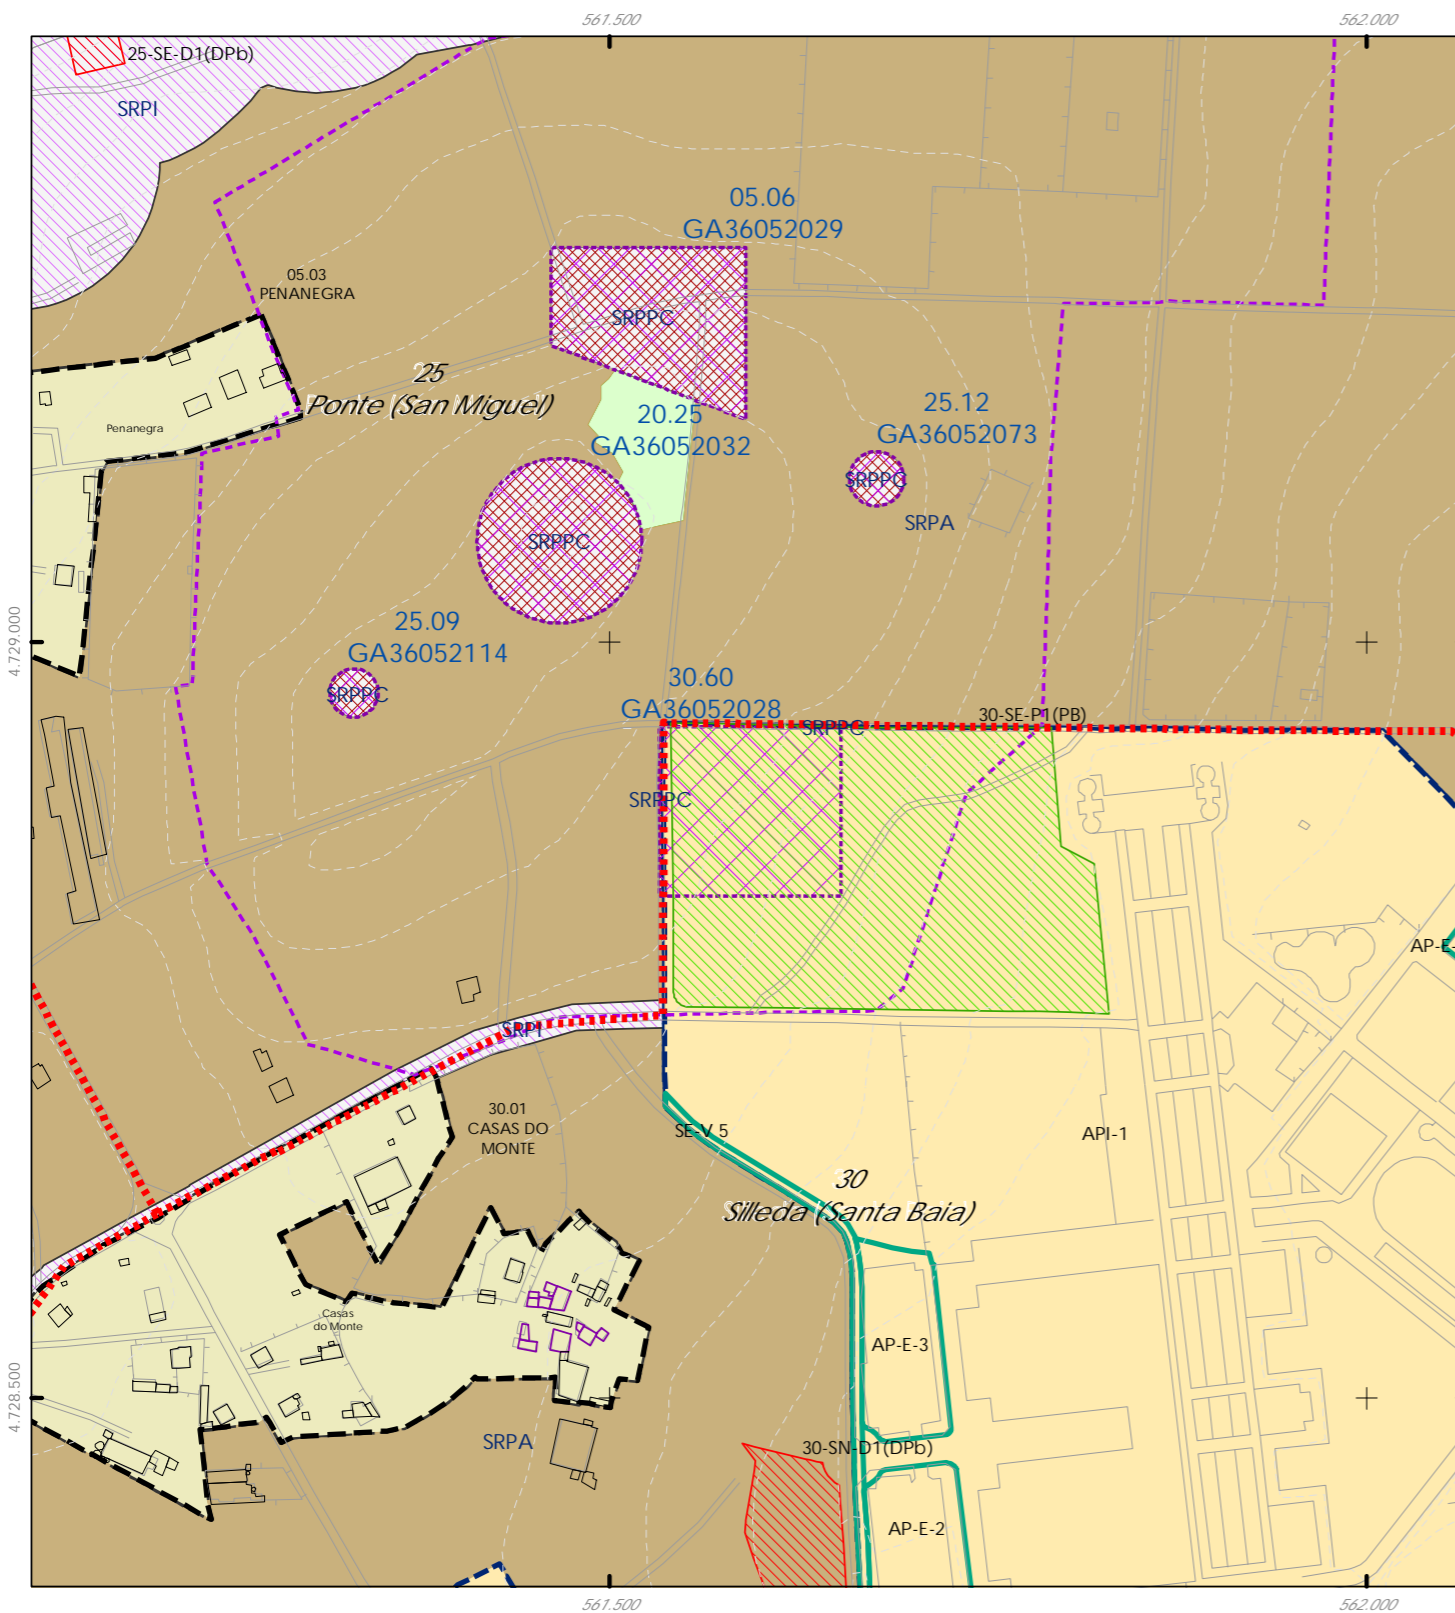 561.500
562.000
25-SE-D1(DPb)
SRPI
05.06
GA36052029
05.03
PENANEGRA
SRPPC
25
Ponte (San Miguel)
20.25
GA36052032
25.12
GA36052073
Penanegra
SRPPC
SRPA
SRPPC
4.729.000
25.09
GA36052114
SRPPC
30.60
GA36052028
30-SE-P1(PB)
SRPPC
SRPPC
AP-E-
SRPI
30.01
CASAS DO
MONTE
SE-V 5
API-1
30
Silleda (Santa Baia)
Casas
do Monte
AP-E-3
4.728.500
SRPA
30-SN-D1(DPb)
AP-E-2
561.500
562.000